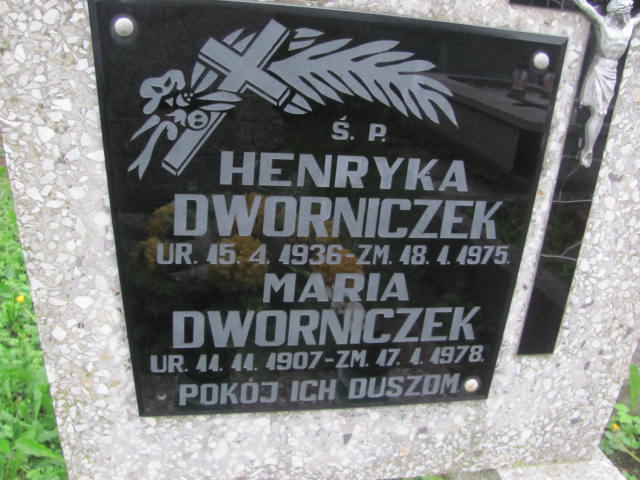 Ś. P.
HENRYKA
DWORNICZEK
UR. 15. 4. 1936-ZM. 18. 1. 1975.
MARIA
DWORNICZEK
UR. 11. 11. 1907-ZM. 17. 1. 1978.
POKÓJ ICH DUSZOM